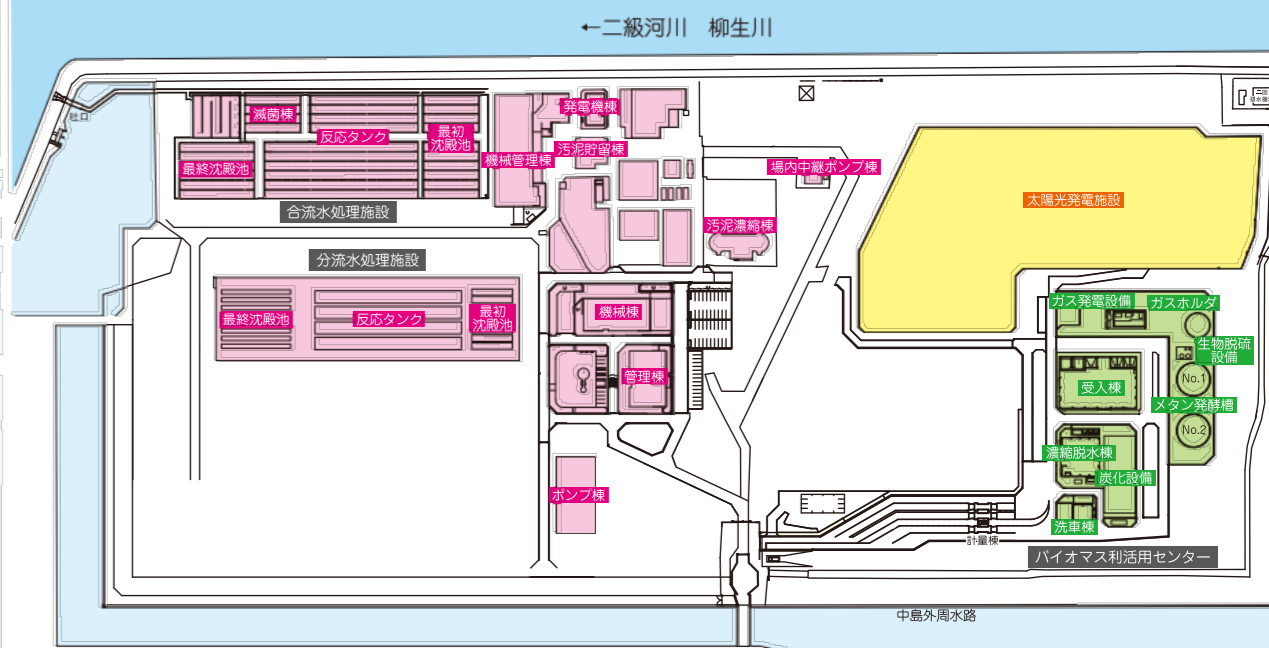 ←二級河川　柳生川
吐口
滅菌棟
発電機棟
反応タンク
最初
沈殿池
汚泥貯留棟
機械管理棟
最終沈殿池
場内中継ポンプ棟
太陽光発電施設
合流水処理施設
汚泥濃縮棟
分流水処理施設
最終沈殿池
反応タンク
最初
沈殿池
機械棟
ガス発電設備
ガスホルダ
生物脱硫
設備
管理棟
受入棟
No.1
メタン発酵槽
No.2
濃縮脱水棟
炭化設備
ポンプ棟
洗車棟
計量棟
バイオマス利活用センター
中島外周水路